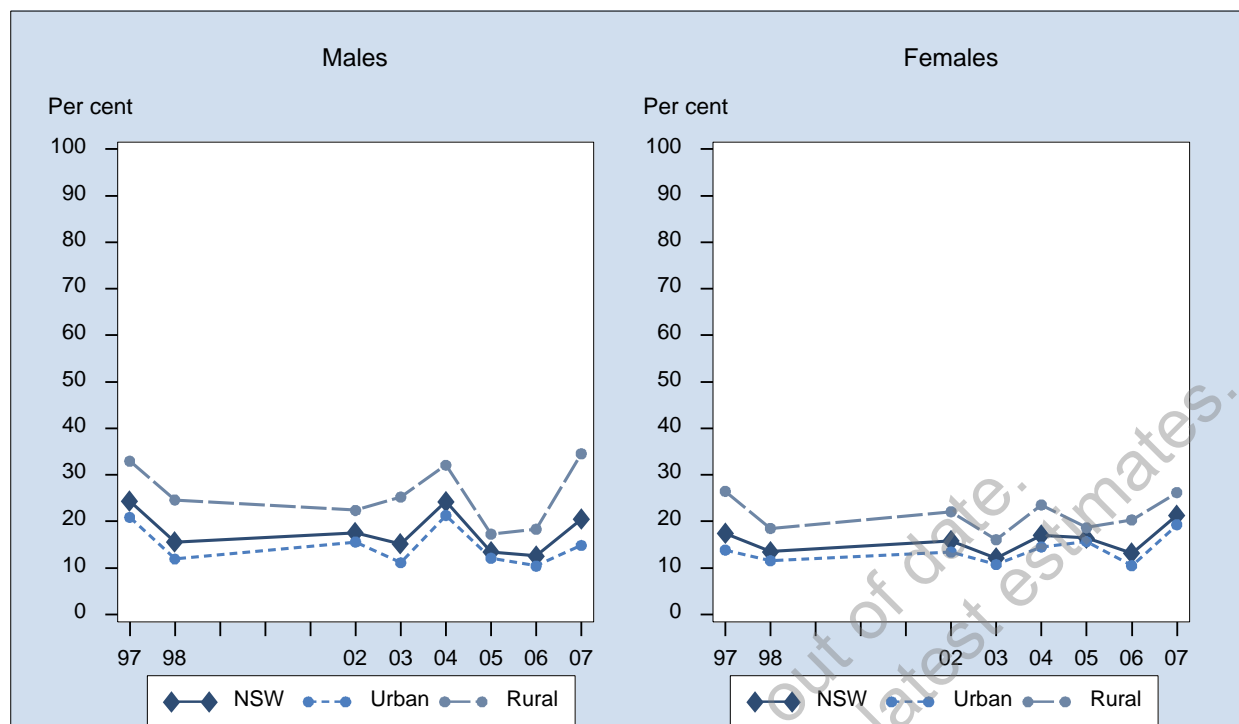 Males
Per cent
100
90
80
70
60
50
40
30
20
10
0
97 98 02 03 04 05 06 07
NSW Urban Rural
Females
Per cent
100
90
80
70
60
50
40
30
20
10
0
97 98 02 03 04 05 06 07
NSW Urban Rural
out of date.
latest estimates.